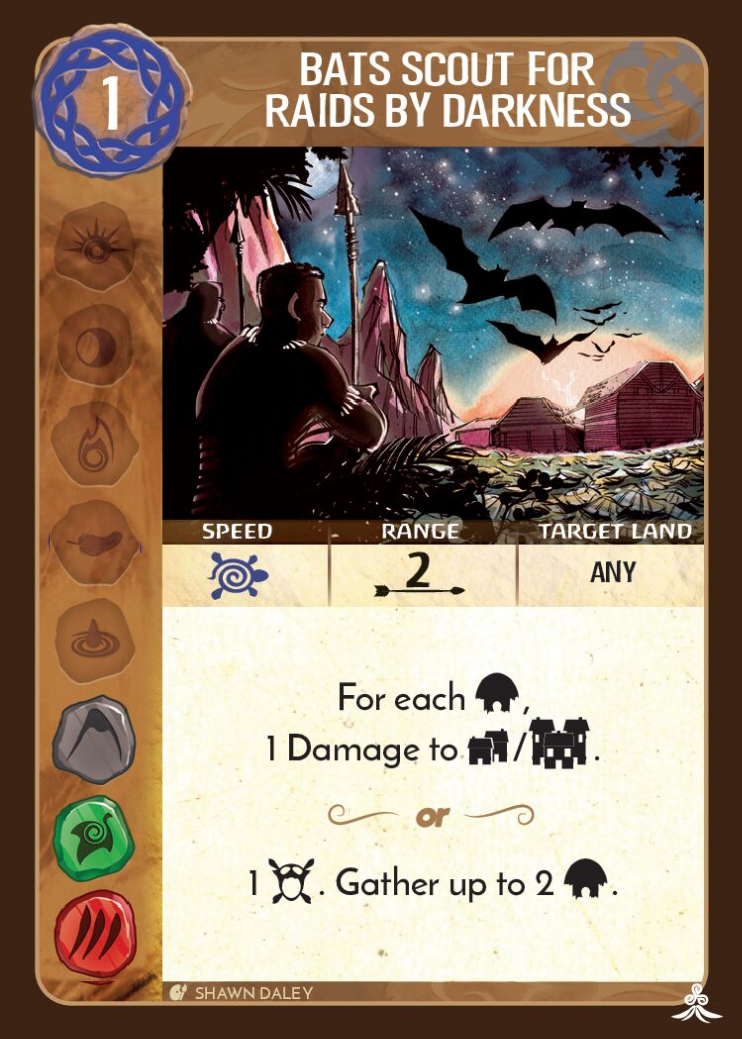 1
BATS SCOUT FOR
RAIDS BY DARKNESS
SPEED RANGE TARGET LAND
2 ANY
For each ,
1 Damage to / .
or
1 . Gather up to 2 .
SHAWN DALEY